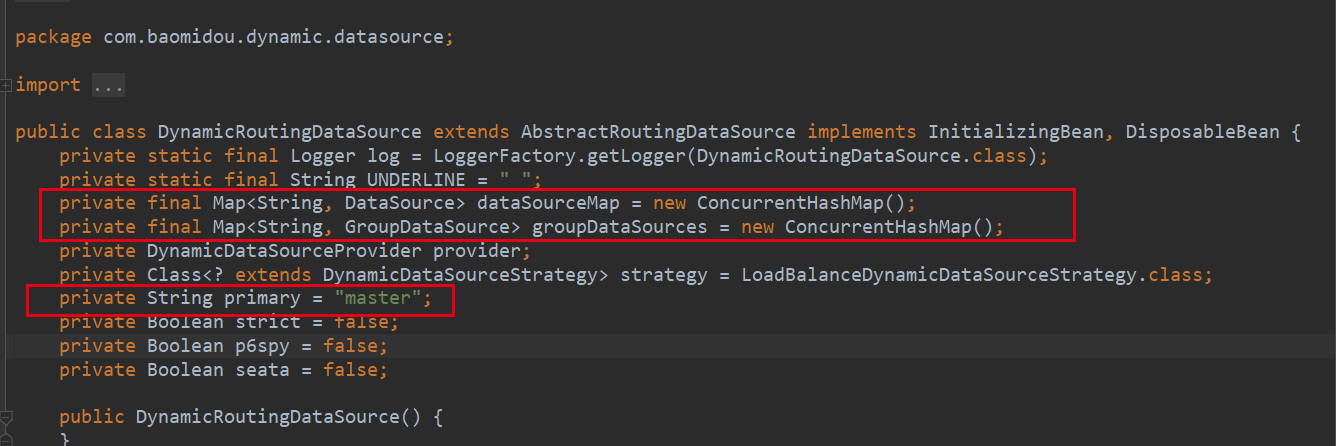 package com.baomidou.dynamic.datasource;
import ...
public class DynamicRoutingDataSource extends AbstractRoutingDataSource implements InitializingBean, DisposableBean {
private static final Logger log = LoggerFactory.getLogger(DynamicRoutingDataSource.class);
private static final String UNDERLINE = "_";
private final Map<String, DataSource> dataSourceMap = new ConcurrentHashMap();
private final Map<String, GroupDataSource> groupDataSources = new ConcurrentHashMap();
private DynamicDataSourceProvider provider;
private Class<? extends DynamicDataSourceStrategy> strategy = LoadBalanceDynamicDataSourceStrategy.class;
private String primary = "master";
private Boolean strict = false;
private Boolean p6spy = false;
private Boolean seata = false;
public DynamicRoutingDataSource() {
}